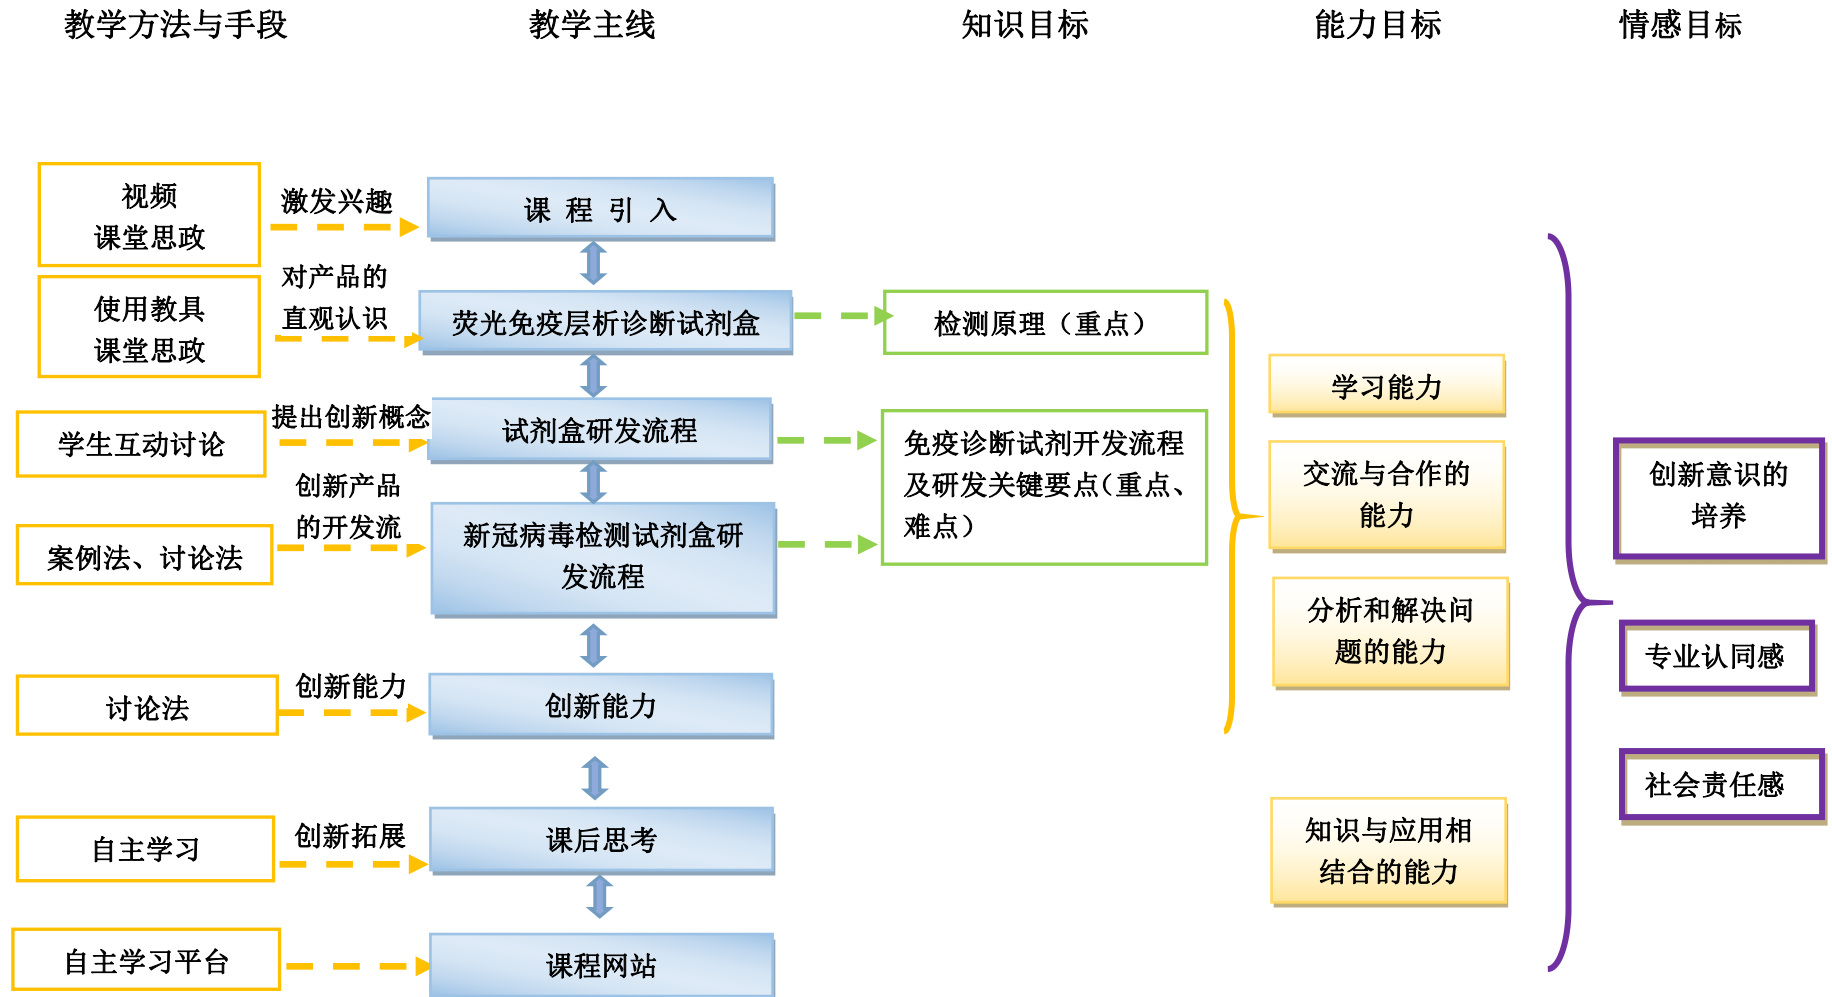 教学方法与手段
教学主线
知识目标
能力目标
情感目标
视频
课堂思政
激发兴趣
课 程 引 入
使用教具
课堂思政
对产品的
直观认识
荧光免疫层析诊断试剂盒
检测原理（重点）
学生互动讨论
提出创新概念
试剂盒研发流程
免疫诊断试剂开发流程
及研发关键要点（重点、
难点）
案例法、讨论法
创新产品
的开发流
新冠病毒检测试剂盒研
发流程
讨论法
创新能力
创新能力
自主学习
创新拓展
课后思考
自主学习平台
课程网站
学习能力
交流与合作的
能力
分析和解决问
题的能力
知识与应用相
结合的能力
创新意识的
培养
专业认同感
社会责任感